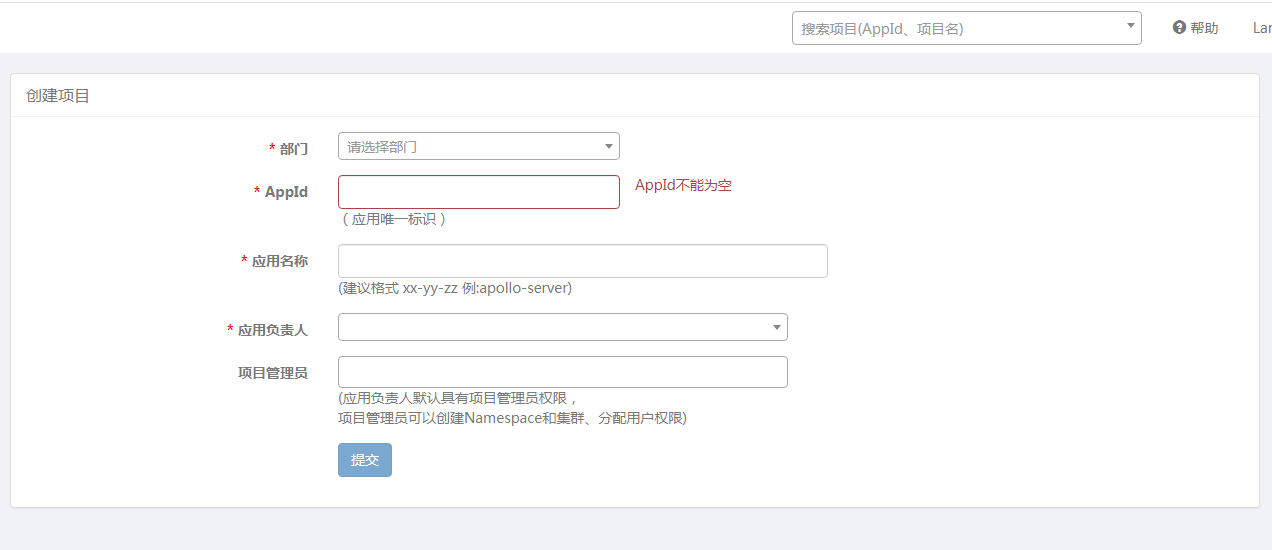 搜索项目(AppId、项目名)
帮助
Lan
创建项目
* 部门
请选择部门
* AppId
AppId不能为空
（应用唯一标识）
* 应用名称
(建议格式 xx-yy-zz 例:apollo-server)
* 应用负责人
项目管理员
(应用负责人默认具有项目管理员权限，
项目管理员可以创建Namespace和集群、分配用户权限)
提交